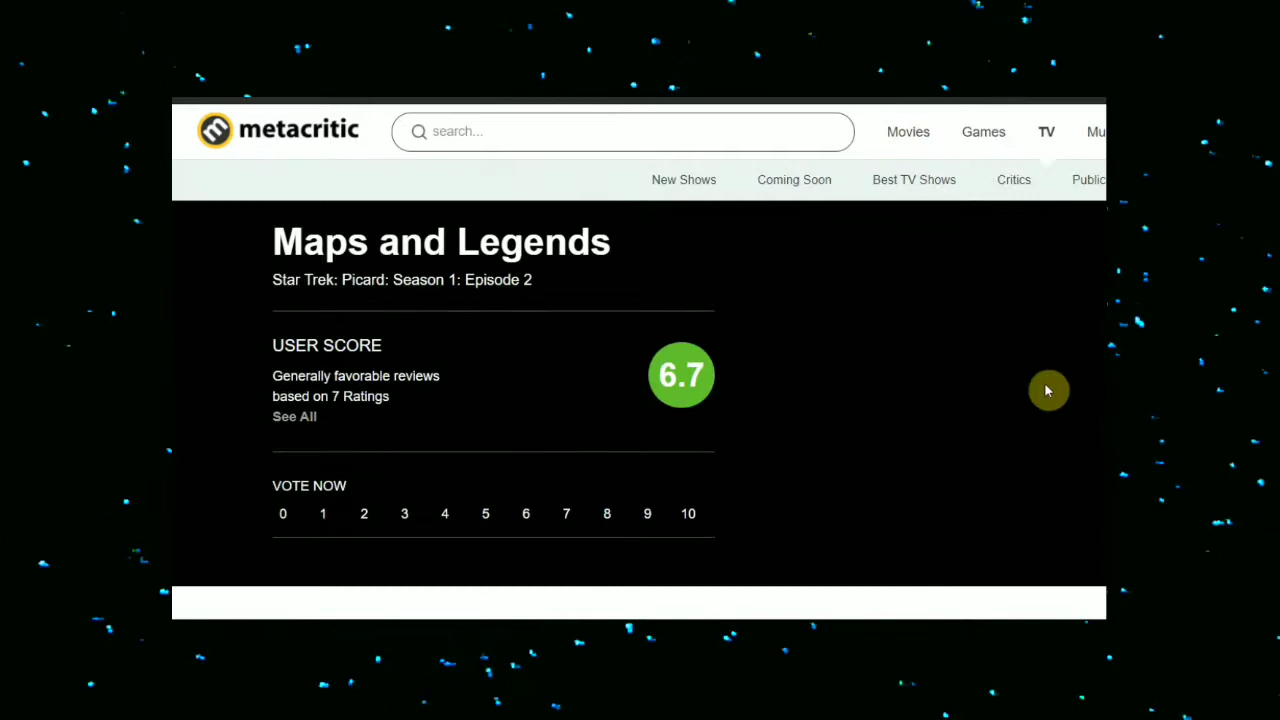 metacritic
search...
Movies Games TV Mu
New Shows Coming Soon Best TV Shows Critics Public
Maps and Legends
Star Trek: Picard: Season 1: Episode 2
USER SCORE
Generally favorable reviews
based on 7 Ratings
See All
6.7
VOTE NOW
0 1 2 3 4 5 6 7 8 9 10